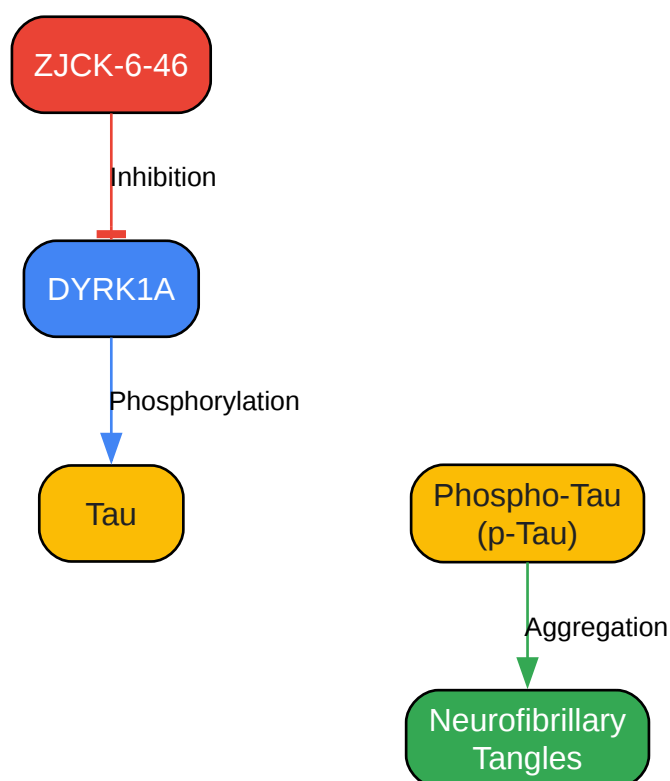 ZJCK-6-46
Inhibition
DYRK1A
Phosphorylation
Tau
Phospho-Tau
(p-Tau)
Aggregation
Neurofibrillary
Tangles